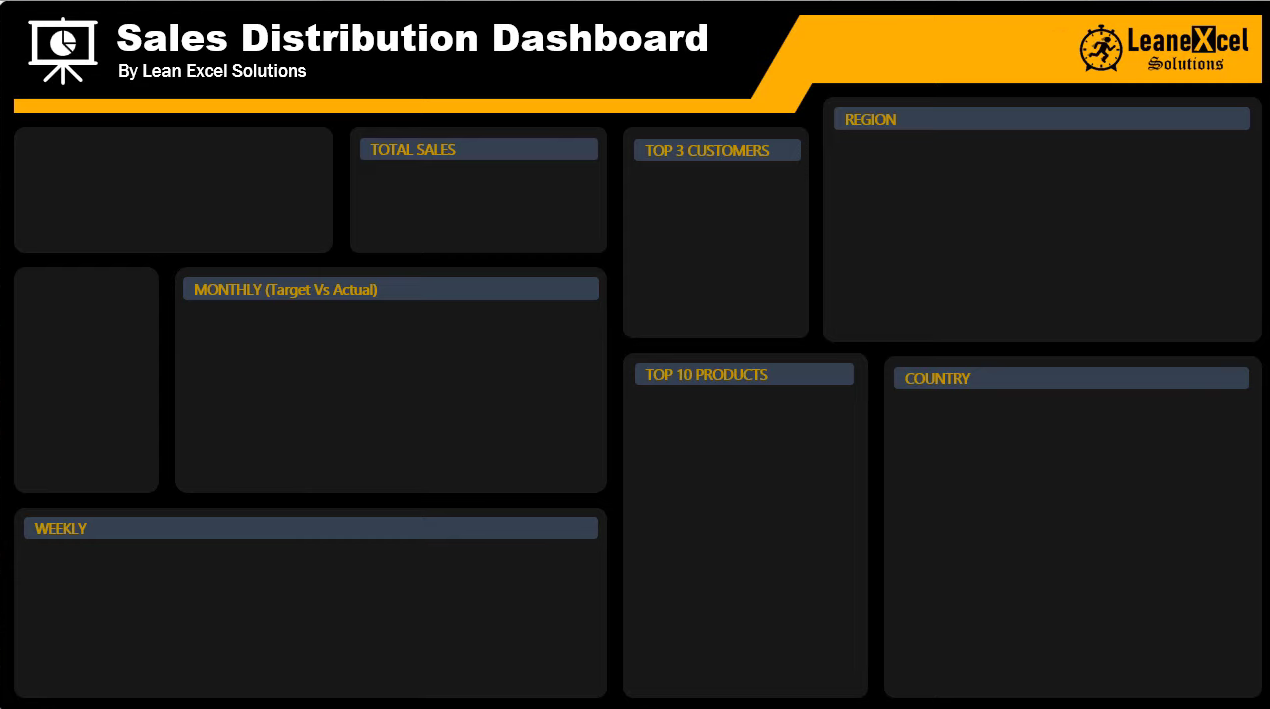 Sales Distribution Dashboard
By Lean Excel Solutions
LeaneXcel
Solutions
REGION
TOTAL SALES
TOP 3 CUSTOMERS
MONTHLY (Target Vs Actual)
TOP 10 PRODUCTS
COUNTRY
WEEKLY